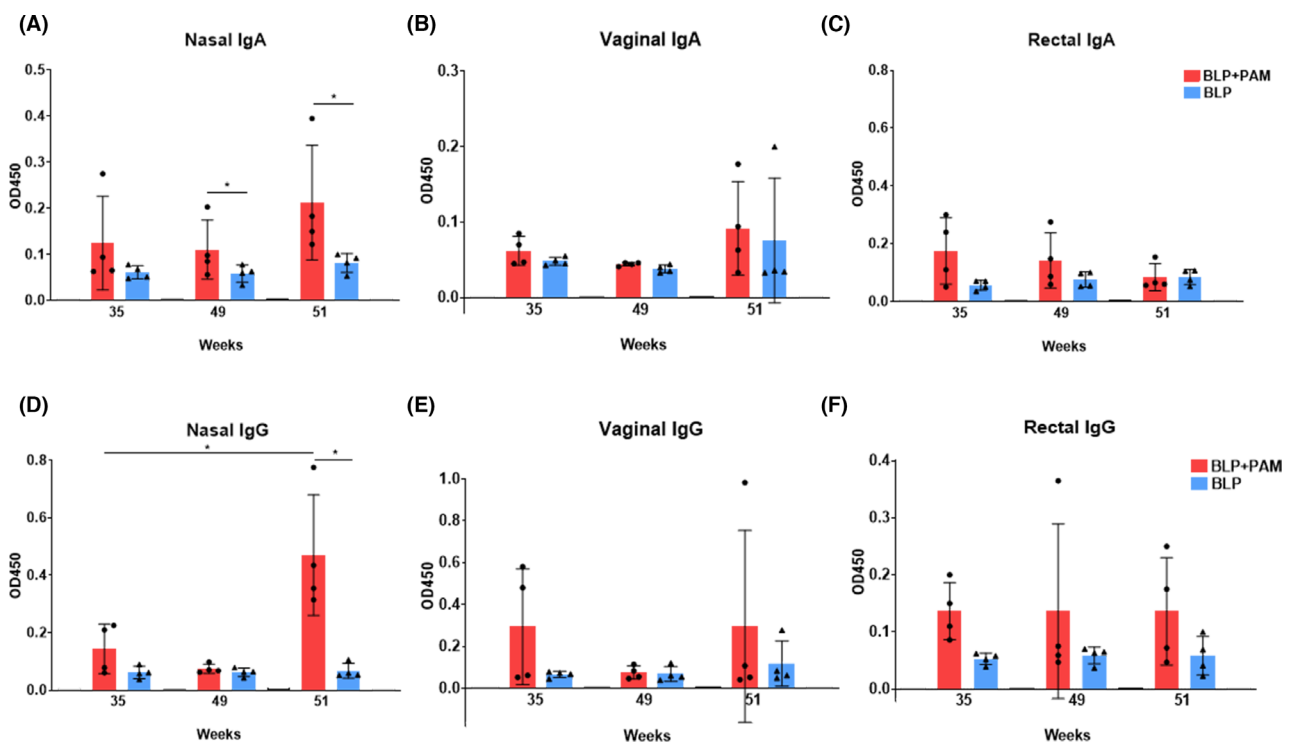 (A)
Nasal IgA
0.5
0.4
0.3
0.2
0.1
0.0
OD450
*
*
35 49 51
Weeks
(B)
Vaginal IgA
0.3
0.2
0.1
0.0
OD450
35 49 51
Weeks
(C)
Rectal IgA
0.8
0.6
0.4
0.2
0.0
OD450
35 49 51
Weeks
BLP+PAM
BLP
(D)
Nasal IgG
0.8
0.6
0.4
0.2
0.0
OD450
*
*
35 49 51
Weeks
(E)
Vaginal IgG
1.0
0.8
0.6
0.4
0.2
0.0
OD450
35 49 51
Weeks
(F)
Rectal IgG
0.4
0.3
0.2
0.1
0.0
OD450
35 49 51
Weeks
BLP+PAM
BLP